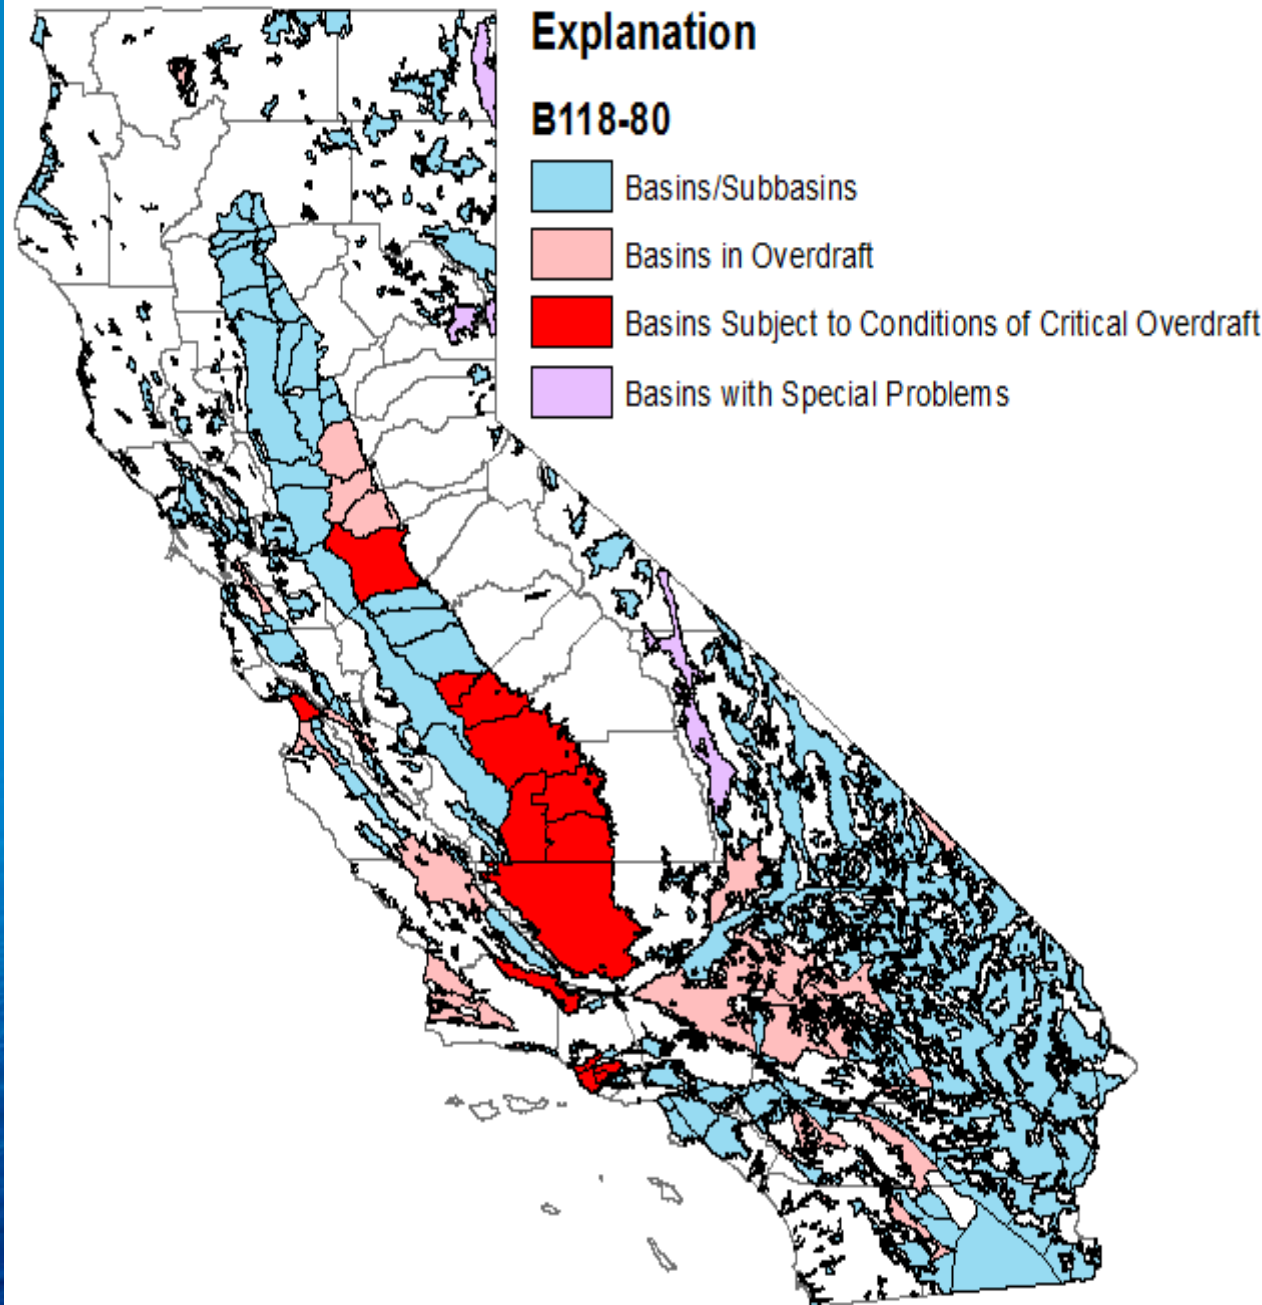 Explanation
B118-80
Basins/Subbasins
Basins in Overdraft
Basins Subject to Conditions of Critical Overdraft
Basins with Special Problems